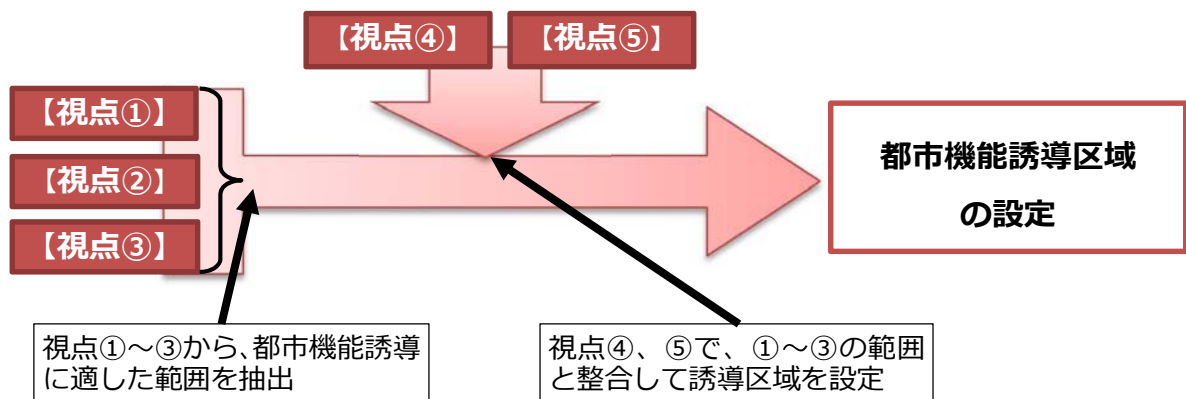 【視点④】 【視点⑤】
【視点①】
【視点②】
【視点③】
都市機能誘導区域
の設定
視点①～③から、都市機能誘導
に適した範囲を抽出
視点④、⑤で、①～③の範囲
と整合して誘導区域を設定